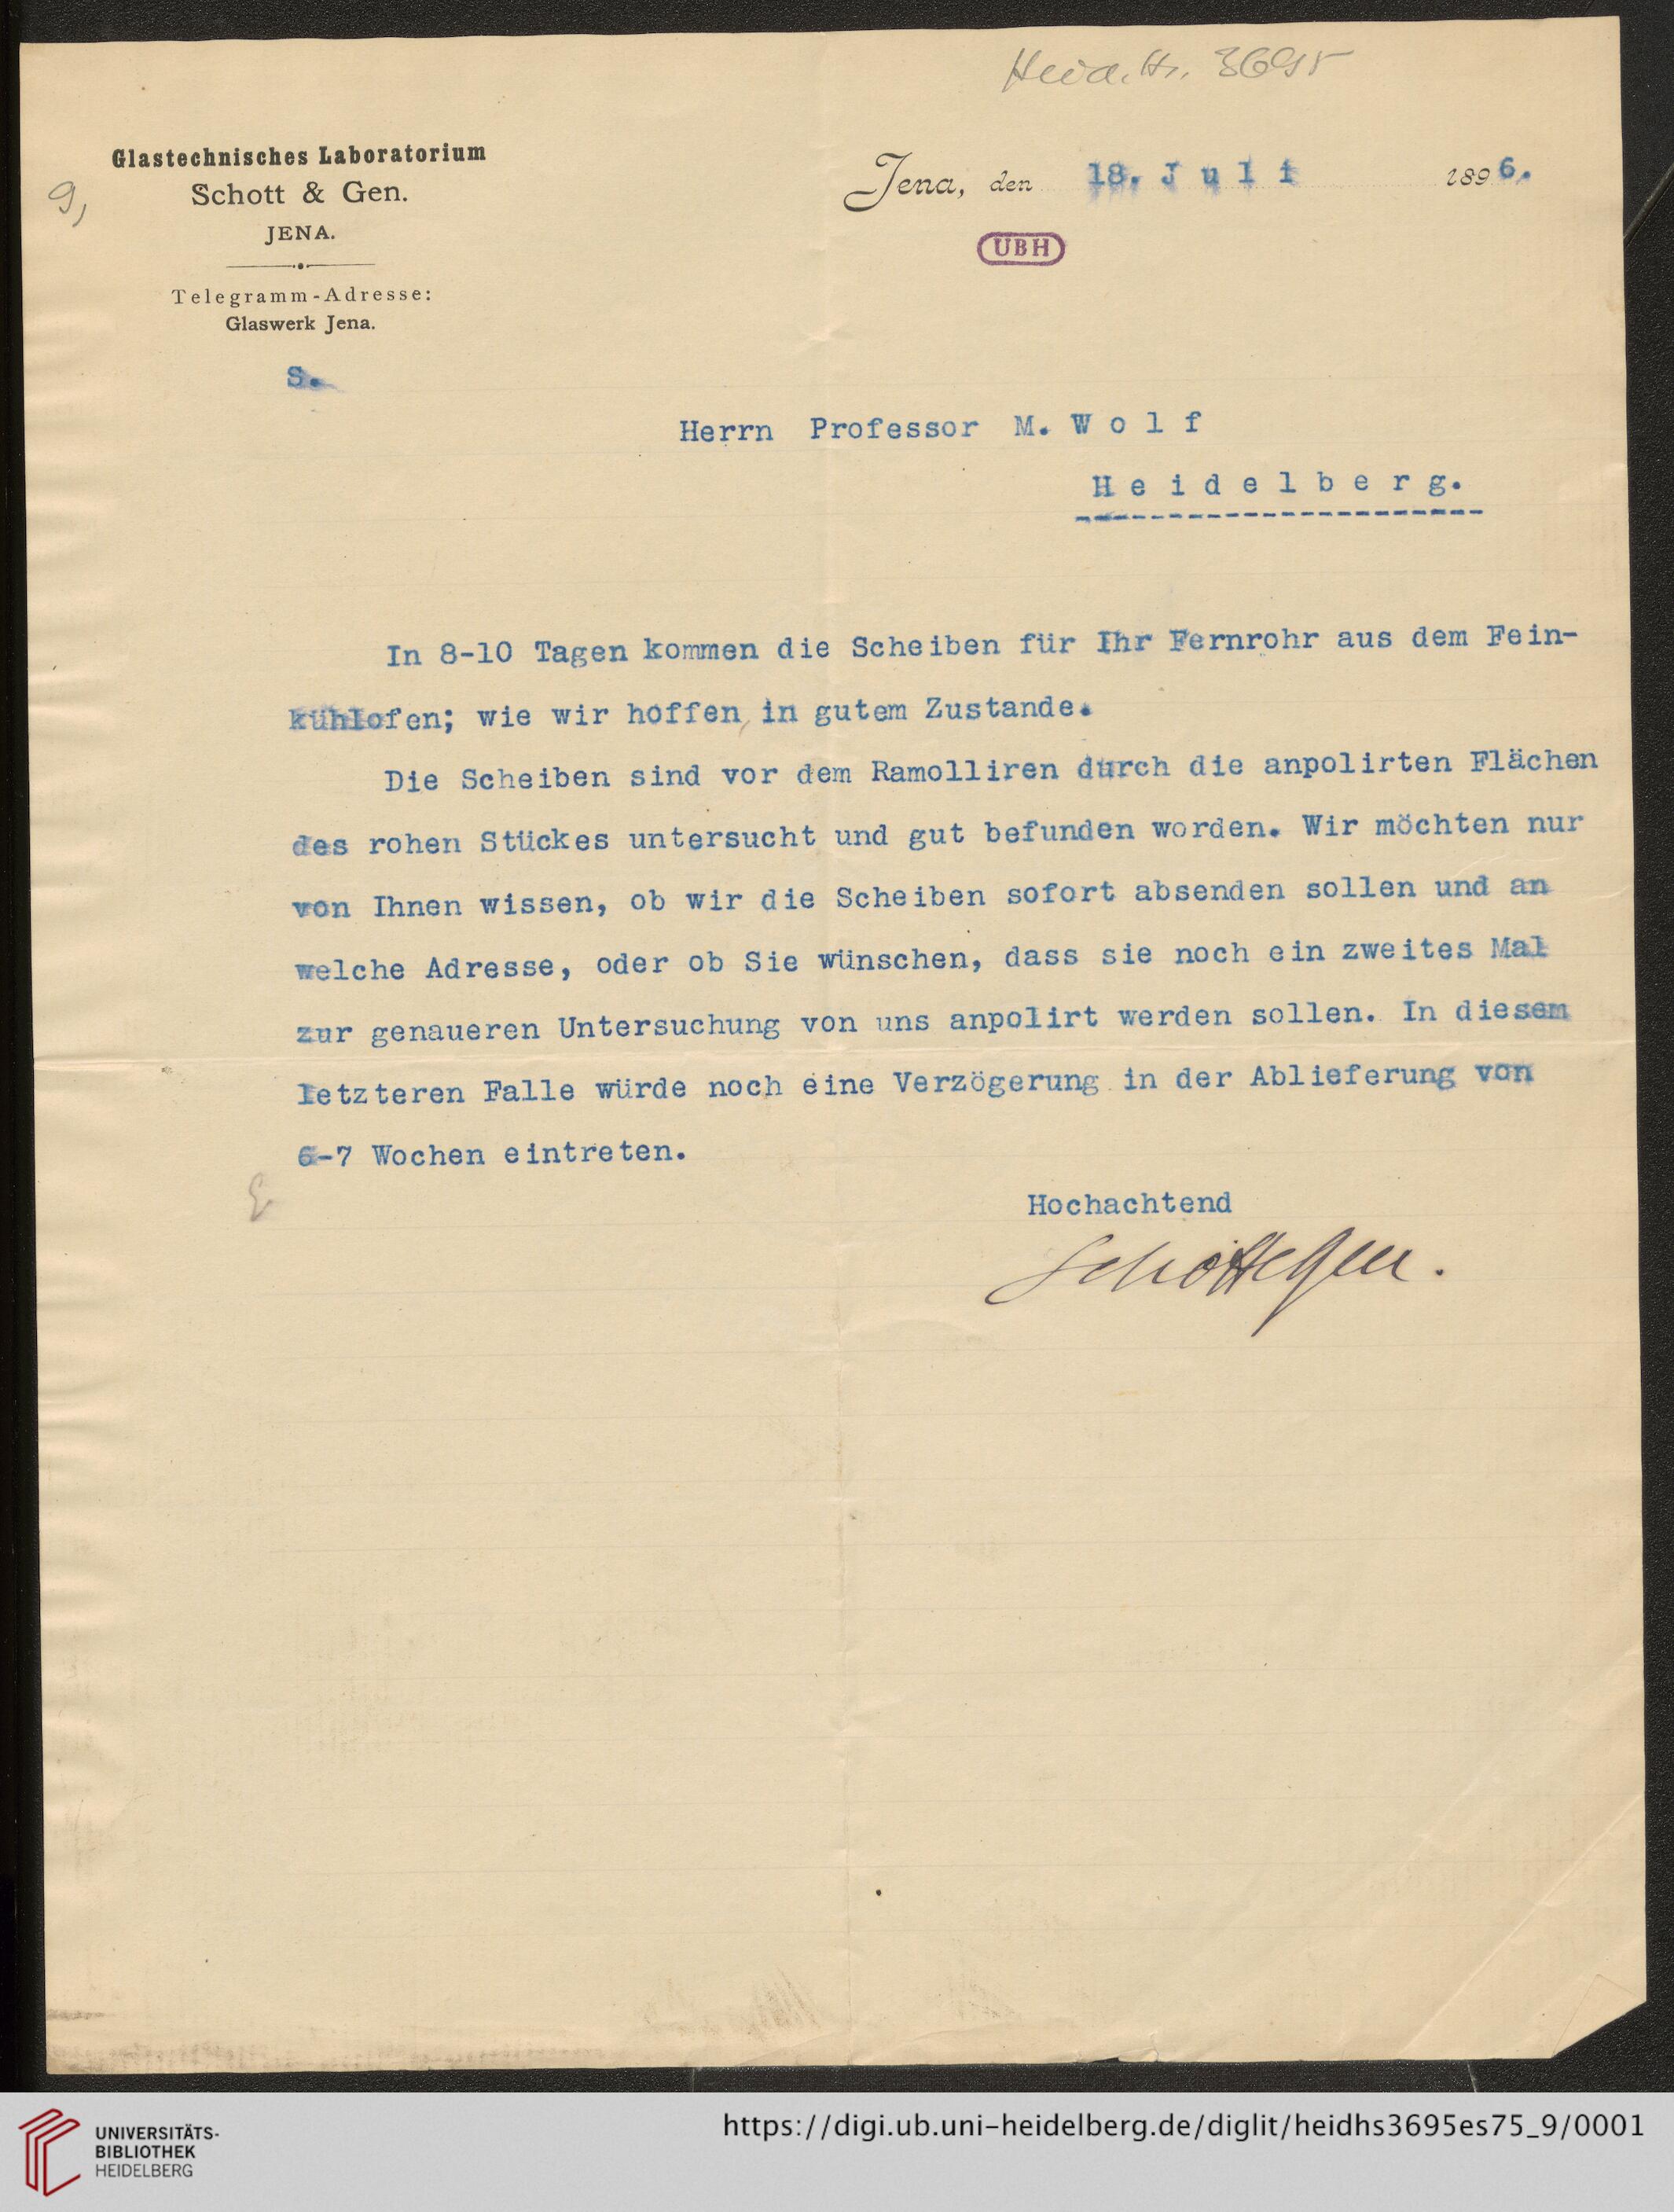 Heid. Hs. 3695
Glastechnisches Laboratorium
Schott & Gen.
JENA.
Telegramm-Adresse:
Glaswerk Jena.
9,
Jena, den 18. Juli 1896.
UBH
S.
Herrn Professor M. Wolf
Heidelberg.
In 8-10 Tagen kommen die Scheiben für Ihr Fernrohr aus dem Fein-
kühlofen; wie wir hoffen, in gutem Zustande.
Die Scheiben sind vor dem Ramolliren durch die anpolirten Flächen
des rohen Stückes untersucht und gut befunden worden. Wir möchten nur
von Ihnen wissen, ob wir die Scheiben sofort absenden sollen und an
welche Adresse, oder ob Sie wünschen, dass sie noch ein zweites Mal
zur genaueren Untersuchung von uns anpolirt werden sollen. In diesem
letzteren Falle würde noch eine Verzögerung in der Ablieferung von
6-7 Wochen eintreten.
Hochachtend
Schott & Gen.
UNIVERSITÄTS-
BIBLIOTHEK
HEIDELBERG
https://digi.ub.uni-heidelberg.de/diglit/heidhs3695es75_9/0001